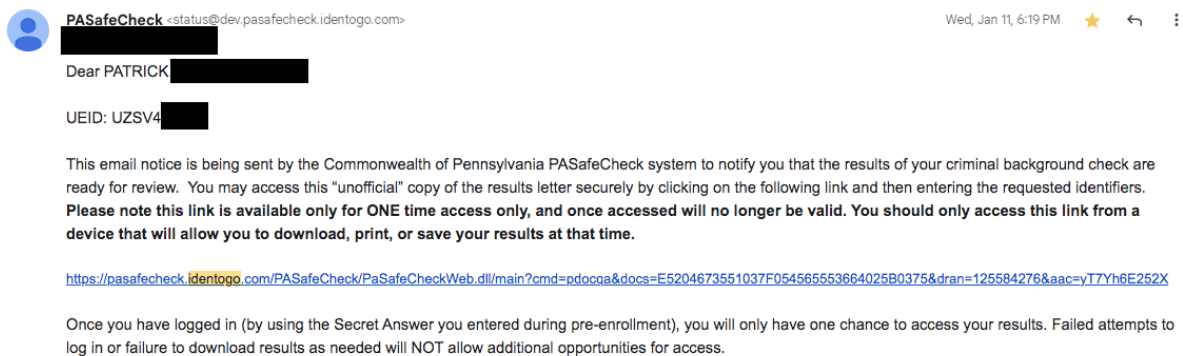 PASafeCheck <status@dev.pasafecheck.identogo.com>
Wed, Jan 11, 6:19 PM
Dear PATRICK
UEID: UZSV4
This email notice is being sent by the Commonwealth of Pennsylvania PASafeCheck system to notify you that the results of your criminal background check are
ready for review.  You may access this “unofficial” copy of the results letter securely by clicking on the following link and then entering the requested identifiers.
Please note this link is available only for ONE time access only, and once accessed will no longer be valid. You should only access this link from a
device that will allow you to download, print, or save your results at that time.
https://pasafecheck.identogo.com/PASafeCheck/PaSafeCheckWeb.dll/main?cmd=pdocqa&docs=E5204673551037F054565553664025B0375&dran=125584276&aac=yT7Yh6E252X
Once you have logged in (by using the Secret Answer you entered during pre-enrollment), you will only have one chance to access your results. Failed attempts to
log in or failure to download results as needed will NOT allow additional opportunities for access.